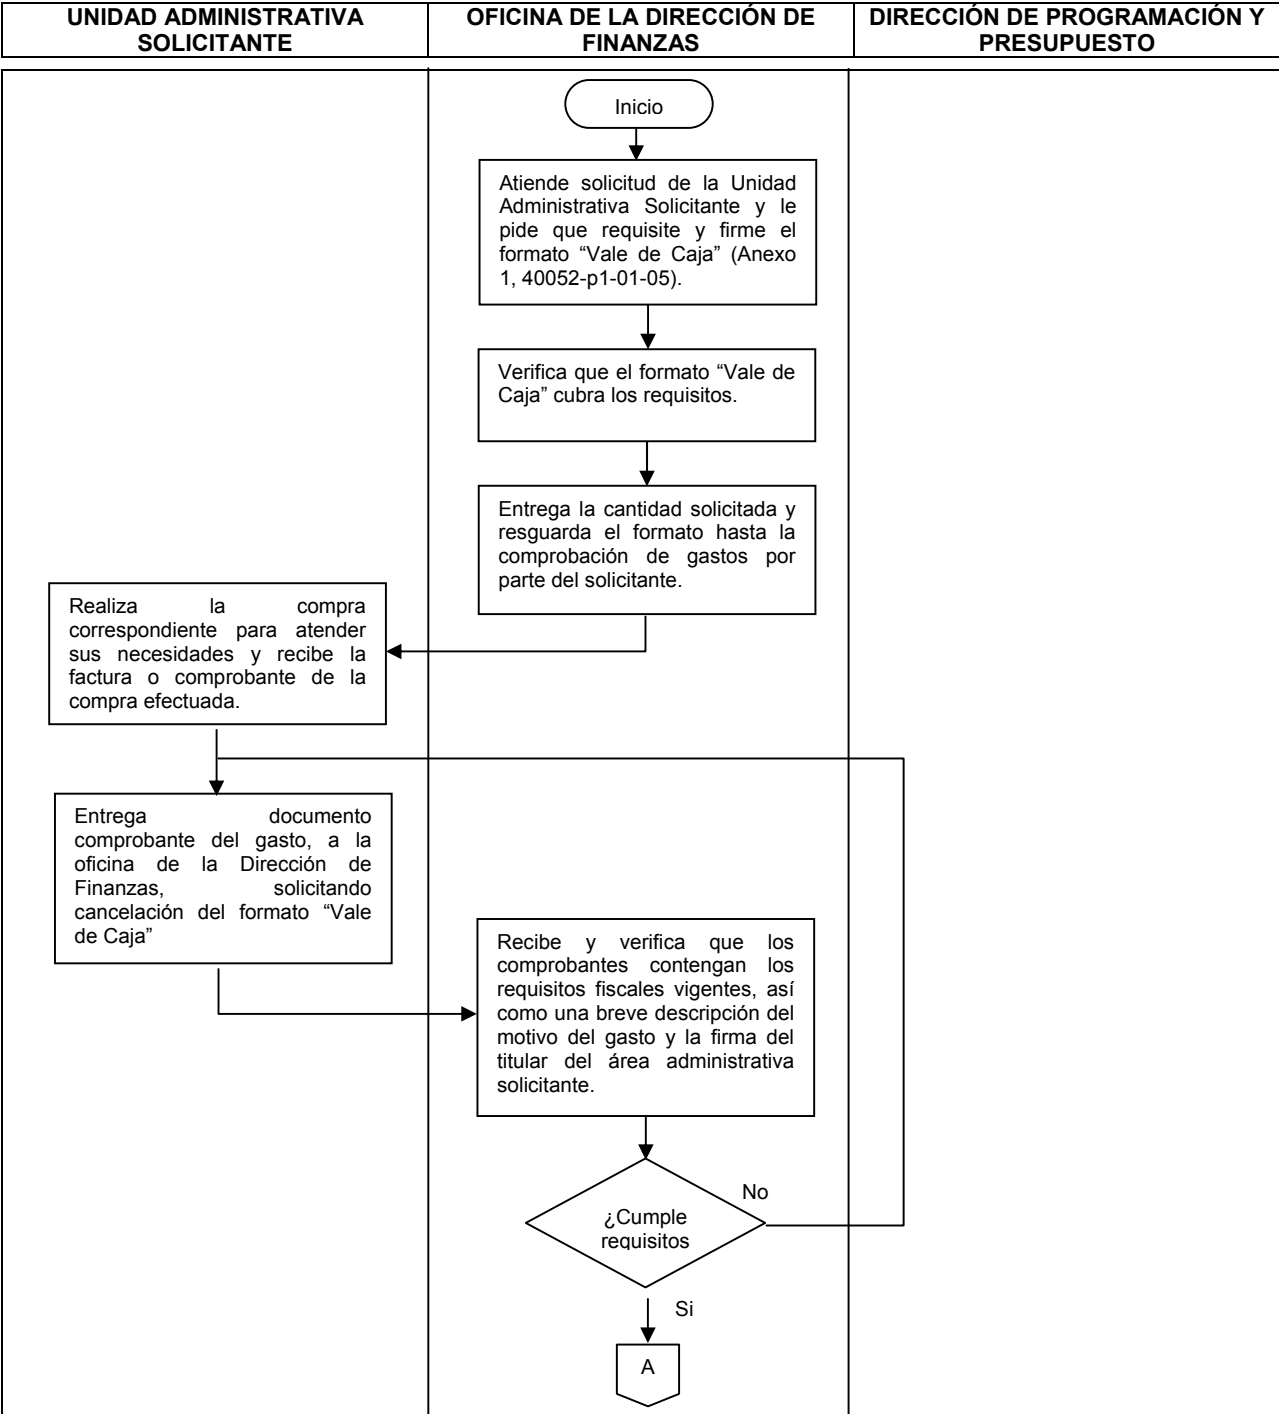 UNIDAD ADMINISTRATIVA
SOLICITANTE
OFICINA DE LA DIRECCIÓN DE
FINANZAS
DIRECCIÓN DE PROGRAMACIÓN Y
PRESUPUESTO
Inicio
Atiende solicitud de la Unidad
Administrativa Solicitante y le
pide que requisite y firme el
formato “Vale de Caja” (Anexo
1, 40052-p1-01-05).
Verifica que el formato “Vale de
Caja” cubra los requisitos.
Entrega la cantidad solicitada y
resguarda el formato hasta la
comprobación de gastos por
parte del solicitante.
Realiza la compra
correspondiente para atender
sus necesidades y recibe la
factura o comprobante de la
compra efectuada.
Entrega documento
comprobante del gasto, a la
oficina de la Dirección de
Finanzas, solicitando
cancelación del formato “Vale
de Caja”
Recibe y verifica que los
comprobantes contengan los
requisitos fiscales vigentes, así
como una breve descripción del
motivo del gasto y la firma del
titular del área administrativa
solicitante.
No
¿Cumple
requisitos
Si
A